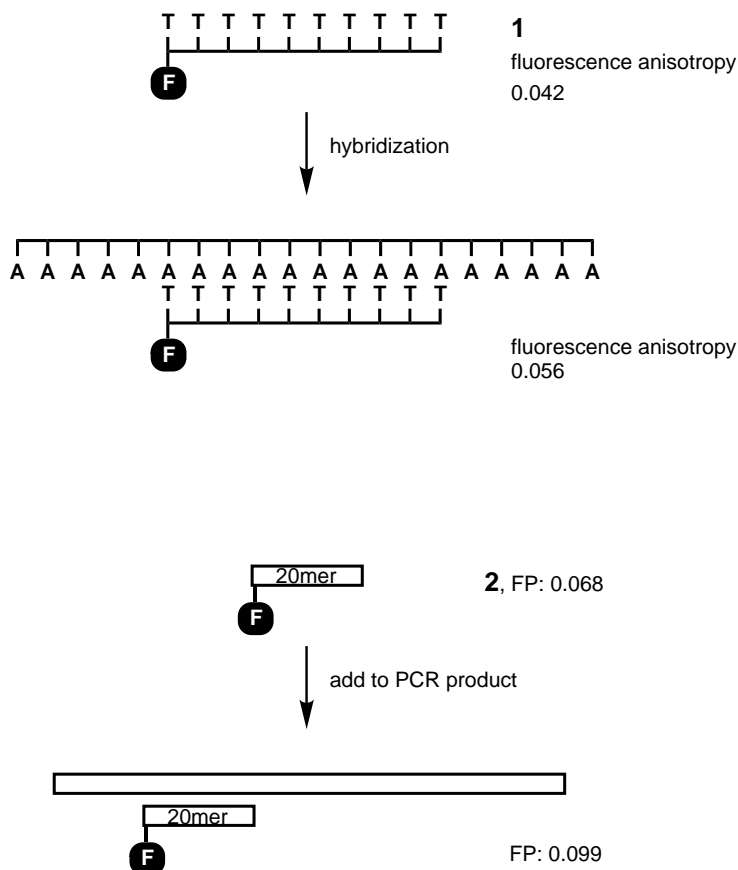 T T T T T T T T T T
1
fluorescence anisotropy
0.042
F
hybridization
A A A A A A A A A A A A A A A A A A A A
T T T T T T T T T T
F
fluorescence anisotropy
0.056
20mer
2, FP: 0.068
F
add to PCR product
20mer
F
FP: 0.099